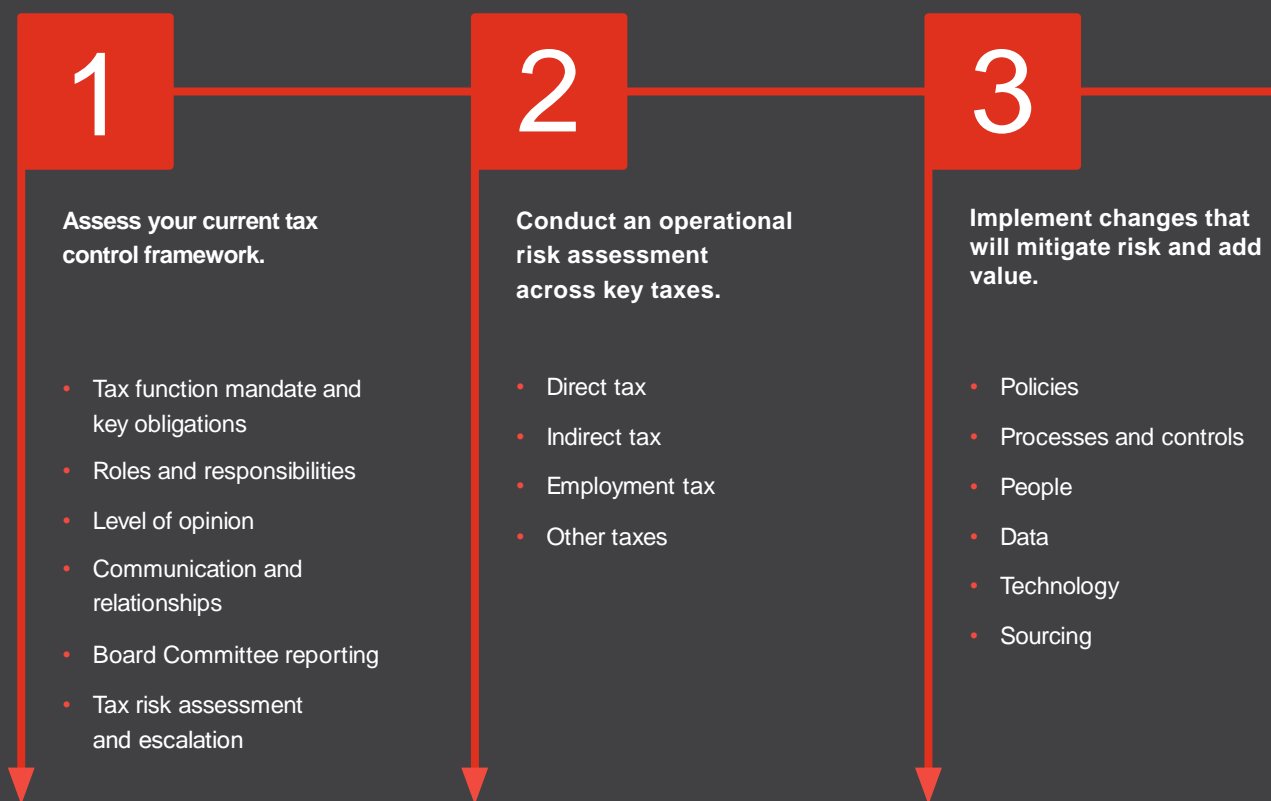 1
Assess your current tax
control framework.
• Tax function mandate and
key obligations
• Roles and responsibilities
• Level of opinion
• Communication and
relationships
• Board Committee reporting
• Tax risk assessment
and escalation
2
Conduct an operational
risk assessment
across key taxes.
• Direct tax
• Indirect tax
• Employment tax
• Other taxes
3
Implement changes that
will mitigate risk and add
value.
• Policies
• Processes and controls
• People
• Data
• Technology
• Sourcing